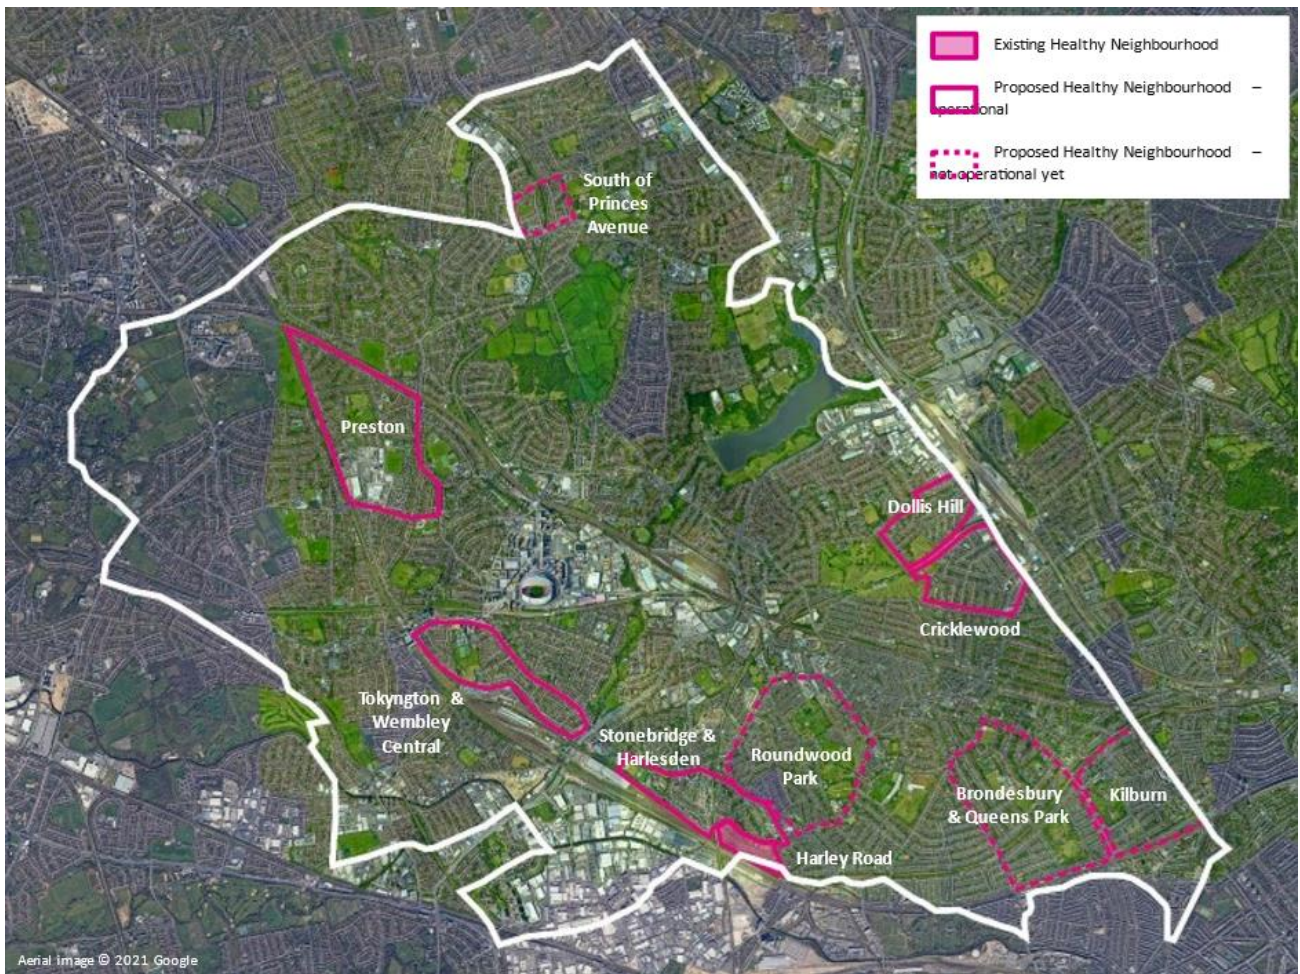 Existing Healthy Neighbourhood
Proposed Healthy Neighbourhood –
operational
Proposed Healthy Neighbourhood –
not operational yet
South of
Princes
Avenue
Preston
Dollis Hill
Cricklewood
Tokyngton &
Wembley
Central
Stonebridge &
Harlesden
Roundwood
Park
Brondesbury
& Queens Park
Kilburn
Harley Road
Aerial image © 2021 Google